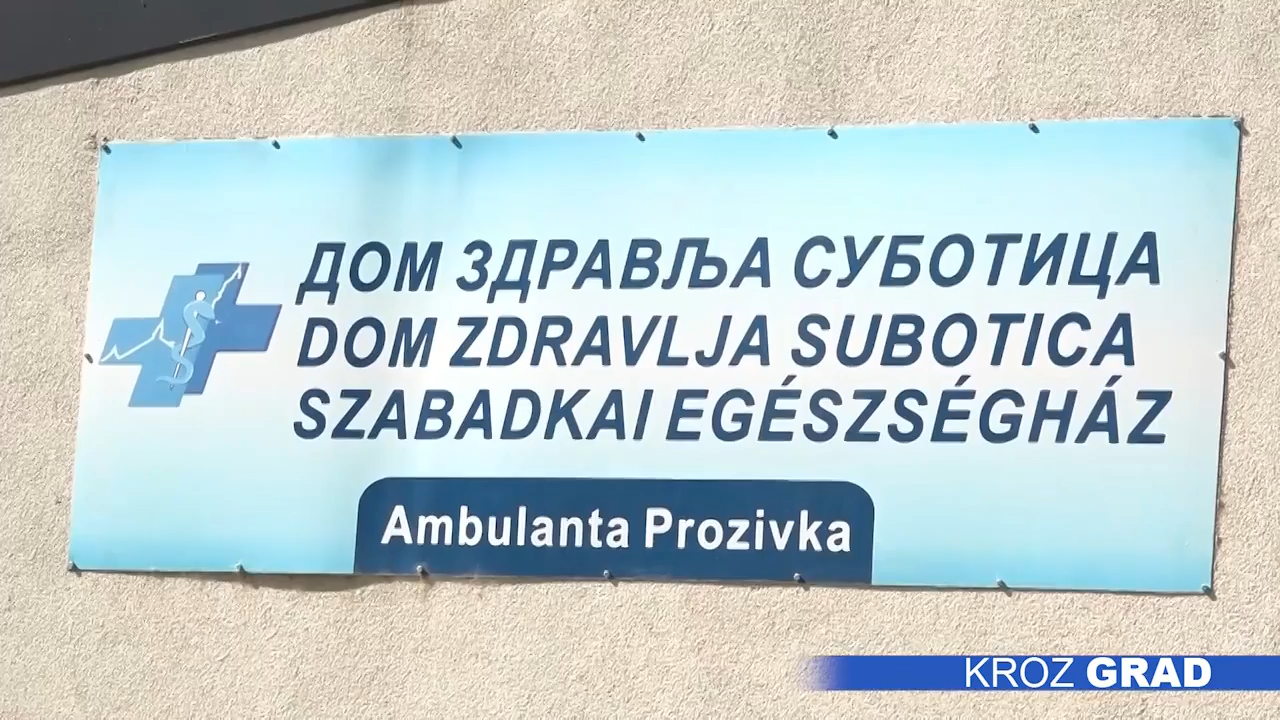 ДОМ ЗДРАВЉА СУБОТИЦА
DOM ZDRAVLJA SUBOTICA
SZABADKAI EGÉSZSÉGHÁZ
Ambulanta Prozivka
KROZ GRAD